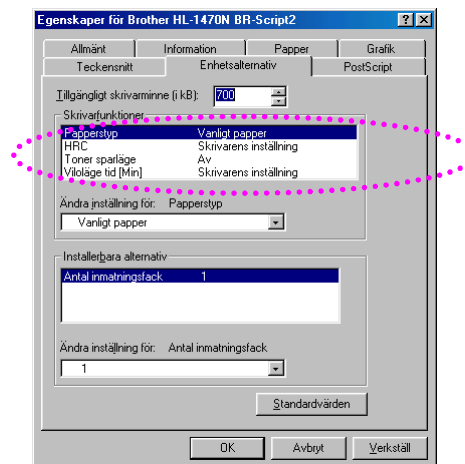 Egenskaper för Brother HL-1470N BR-Script2
Allmänt Information Papper Grafik
Teckensnitt Enhetsalternativ PostScript
Tillgängligt skrivarminne (i kB): 700
Skrivarfunktioner
Papperstyp Vanligt papper
HRC Skrivarens inställning
Toner sparläge Av
Viloläge tid [Min] Skrivarens inställning
Ändra inställning för: Papperstyp
Vanligt papper
Installerbara alternativ
Antal inmatningsfack 1
Ändra inställning för: Antal inmatningsfack
1
Standardvärden
OK Avbryt Verkställ